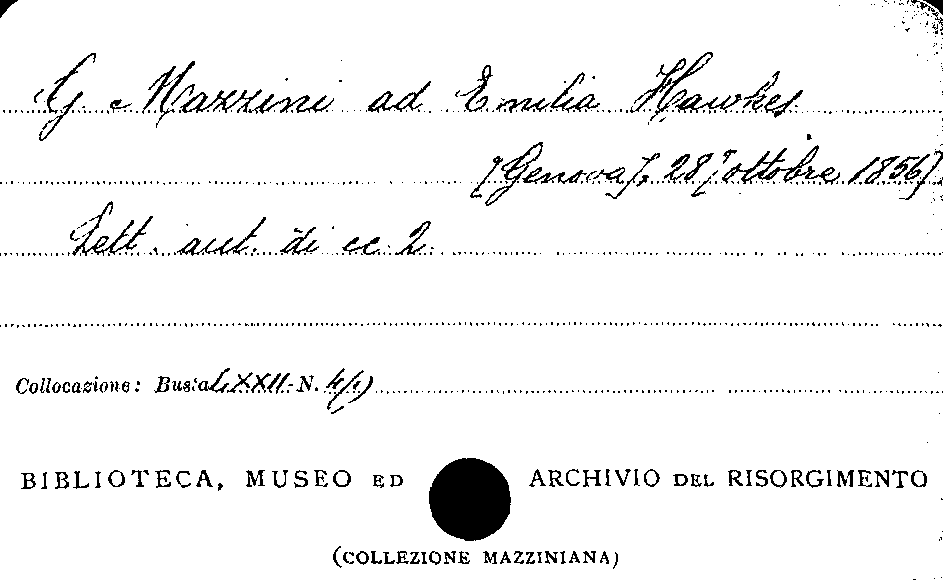 G. Mazzini ad Emilia Hawkes
[Genova], 28 [ottobre 1856].
Lett. aut. di cc. 2.
Collocazione: Busta LXXII N. 4(1)
BIBLIOTECA, MUSEO ED ARCHIVIO DEL RISORGIMENTO
(COLLEZIONE MAZZINIANA)